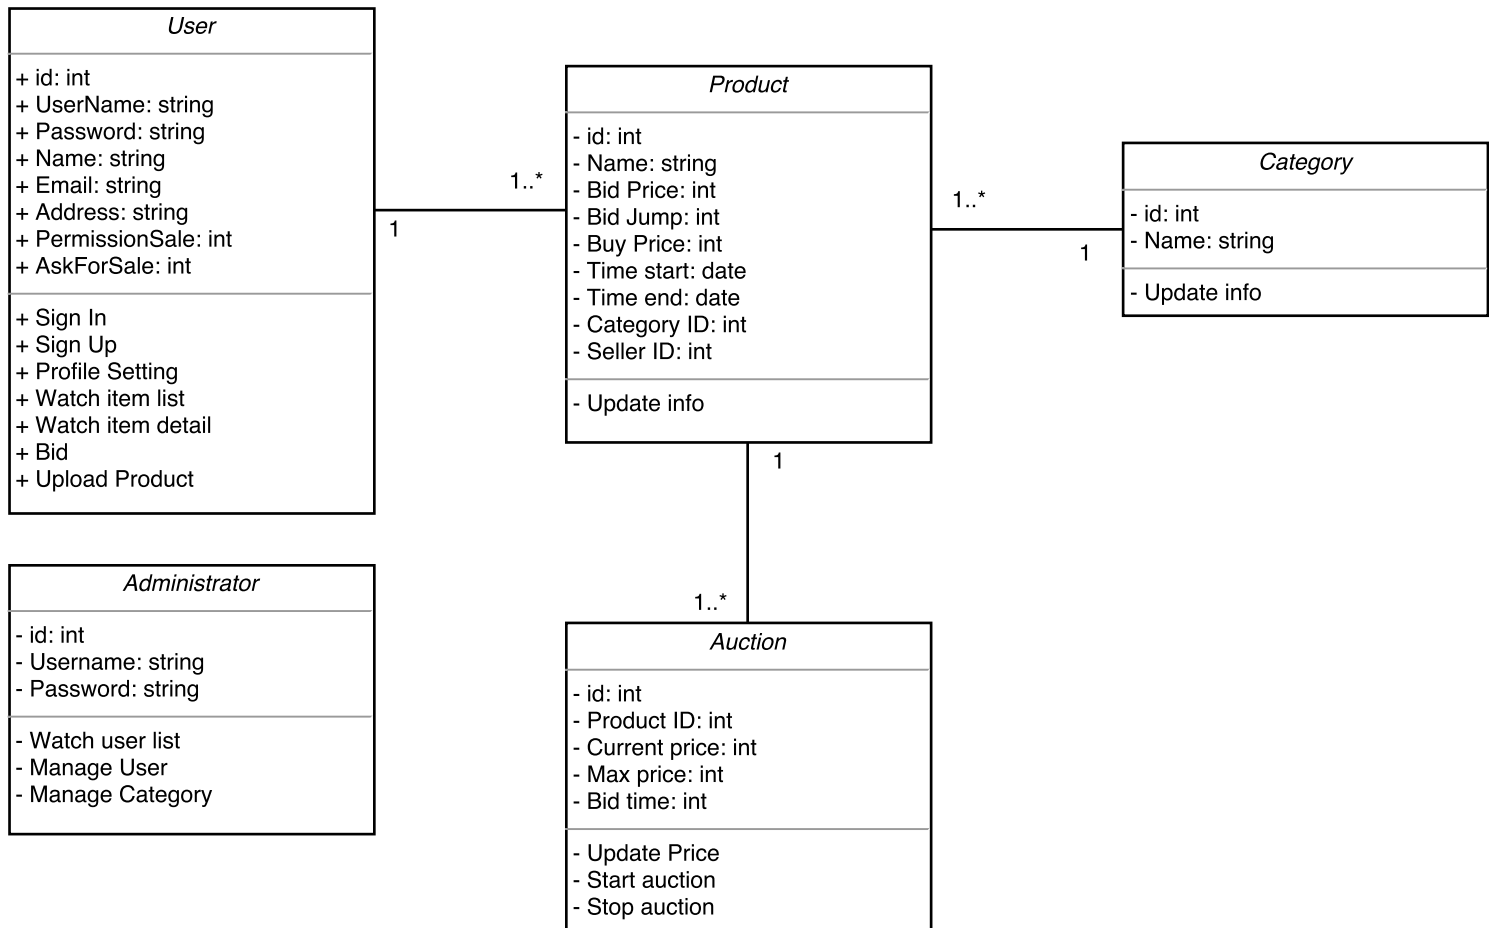 User
+ id: int
+ UserName: string
+ Password: string
+ Name: string
+ Email: string
+ Address: string
+ PermissionSale: int
+ AskForSale: int
+ Sign In
+ Sign Up
+ Profile Setting
+ Watch item list
+ Watch item detail
+ Bid
+ Upload Product
1
1..*
Product
- id: int
- Name: string
- Bid Price: int
- Bid Jump: int
- Buy Price: int
- Time start: date
- Time end: date
- Category ID: int
- Seller ID: int
- Update info
1..*
1
Category
- id: int
- Name: string
- Update info
1
1..*
Administrator
- id: int
- Username: string
- Password: string
- Watch user list
- Manage User
- Manage Category
Auction
- id: int
- Product ID: int
- Current price: int
- Max price: int
- Bid time: int
- Update Price
- Start auction
- Stop auction